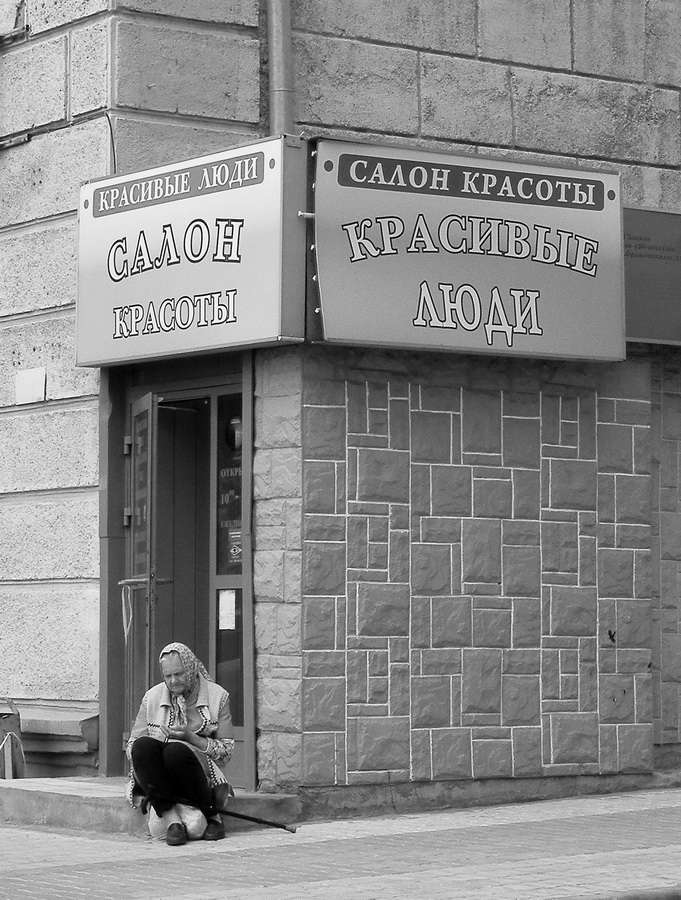 КРАСИВЫЕ ЛЮДИ
САЛОН
КРАСОТЫ
САЛОН КРАСОТЫ
КРАСИВЫЕ
ЛЮДИ